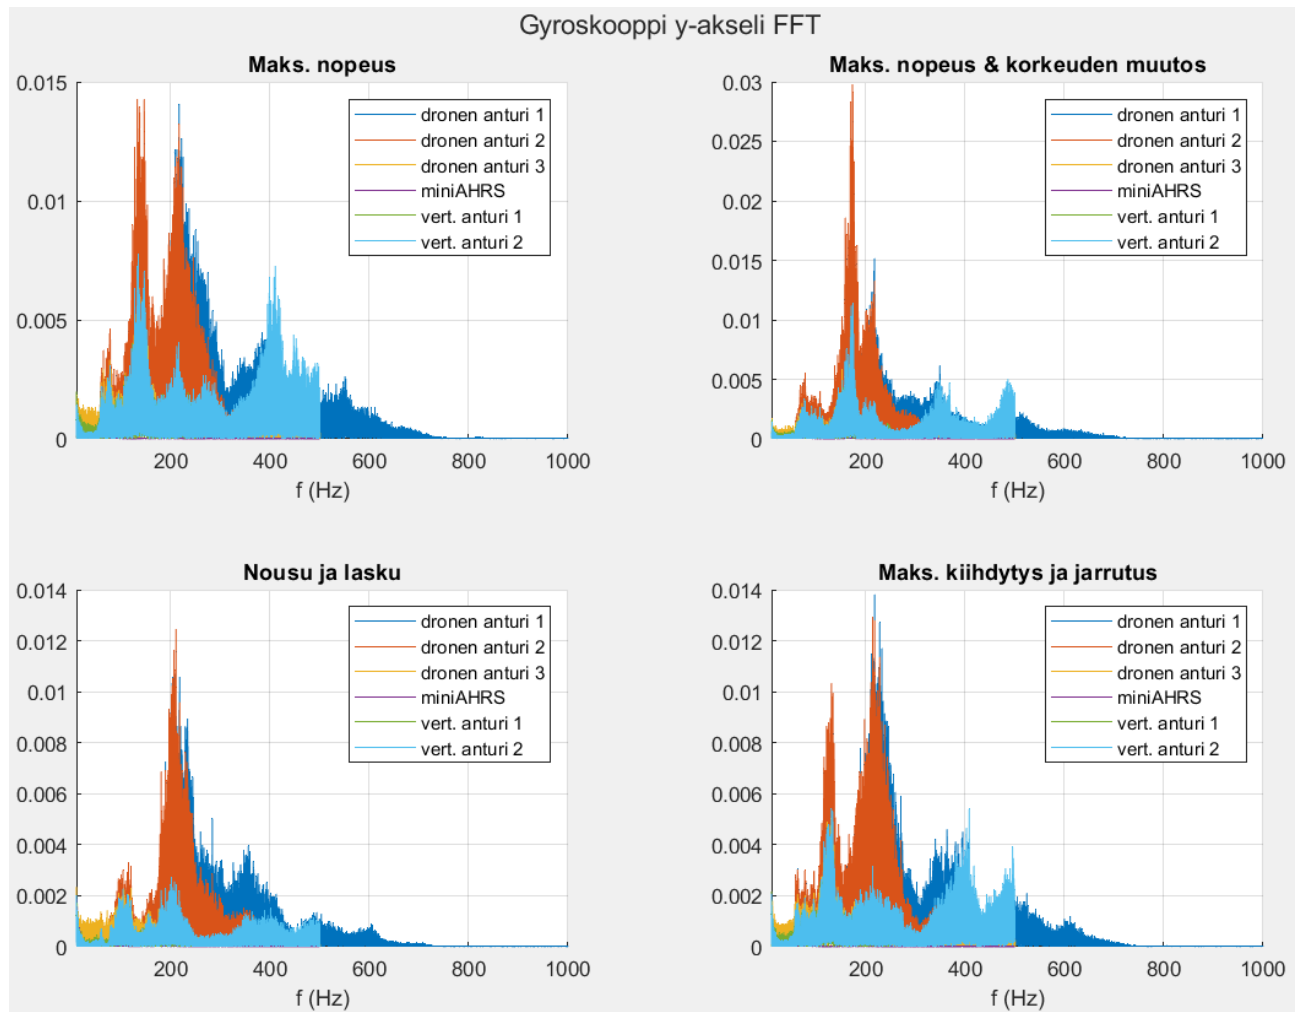 Gyroskooppi y-akseli FFT
Maks. nopeus
0.015
0.01
0.005
0
dronen anturi 1
dronen anturi 2
dronen anturi 3
miniAHRS
vert. anturi 1
vert. anturi 2
200 400 600 800 1000
f (Hz)
Maks. nopeus & korkeuden muutos
0.03
0.025
0.02
0.015
0.01
0.005
0
dronen anturi 1
dronen anturi 2
dronen anturi 3
miniAHRS
vert. anturi 1
vert. anturi 2
200 400 600 800 1000
f (Hz)
Nousu ja lasku
0.014
0.012
0.01
0.008
0.006
0.004
0.002
0
dronen anturi 1
dronen anturi 2
dronen anturi 3
miniAHRS
vert. anturi 1
vert. anturi 2
200 400 600 800 1000
f (Hz)
Maks. kiihdytys ja jarrutus
0.014
0.012
0.01
0.008
0.006
0.004
0.002
0
dronen anturi 1
dronen anturi 2
dronen anturi 3
miniAHRS
vert. anturi 1
vert. anturi 2
200 400 600 800 1000
f (Hz)